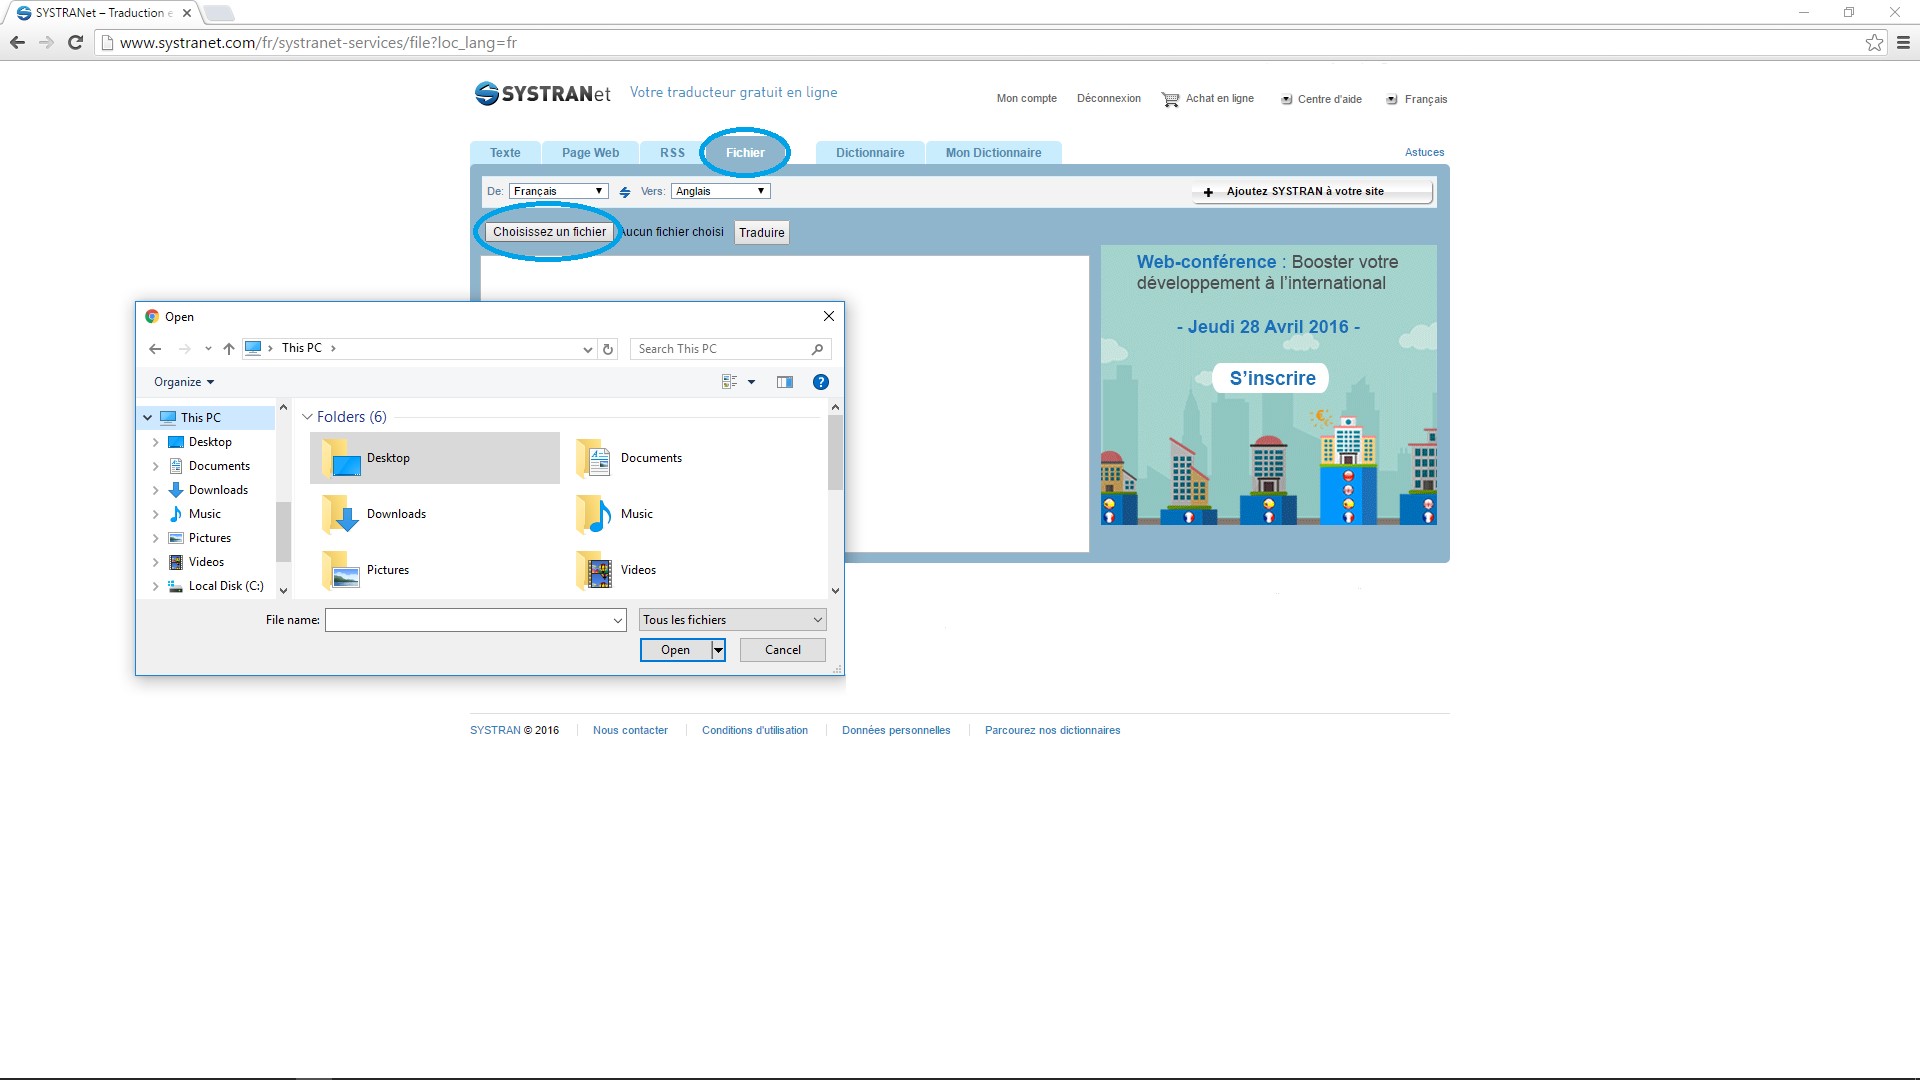 SYSTRANet – Traduction e
www.systranet.com/fr/systranet-services/file?loc_lang=fr
SYSTRANet Votre traducteur gratuit en ligne
Mon compte Déconnexion Achat en ligne Centre d'aide Français
Texte Page Web RSS Fichier Dictionnaire Mon Dictionnaire Astuces
De: Français Vers: Anglais Ajoutez SYSTRAN à votre site
Choisissez un fichier Aucun fichier choisi Traduire
Web-conférence : Booster votre
développement à l'international
- Jeudi 28 Avril 2016 -
S'inscrire
Open
This PC Search This PC
Organize
This PC
Desktop
Documents
Downloads
Music
Pictures
Videos
Local Disk (C:)
Folders (6)
Desktop Documents
Downloads Music
Pictures Videos
File name: Tous les fichiers
Open Cancel
SYSTRAN © 2016 Nous contacter Conditions d'utilisation Données personnelles Parcourez nos dictionnaires